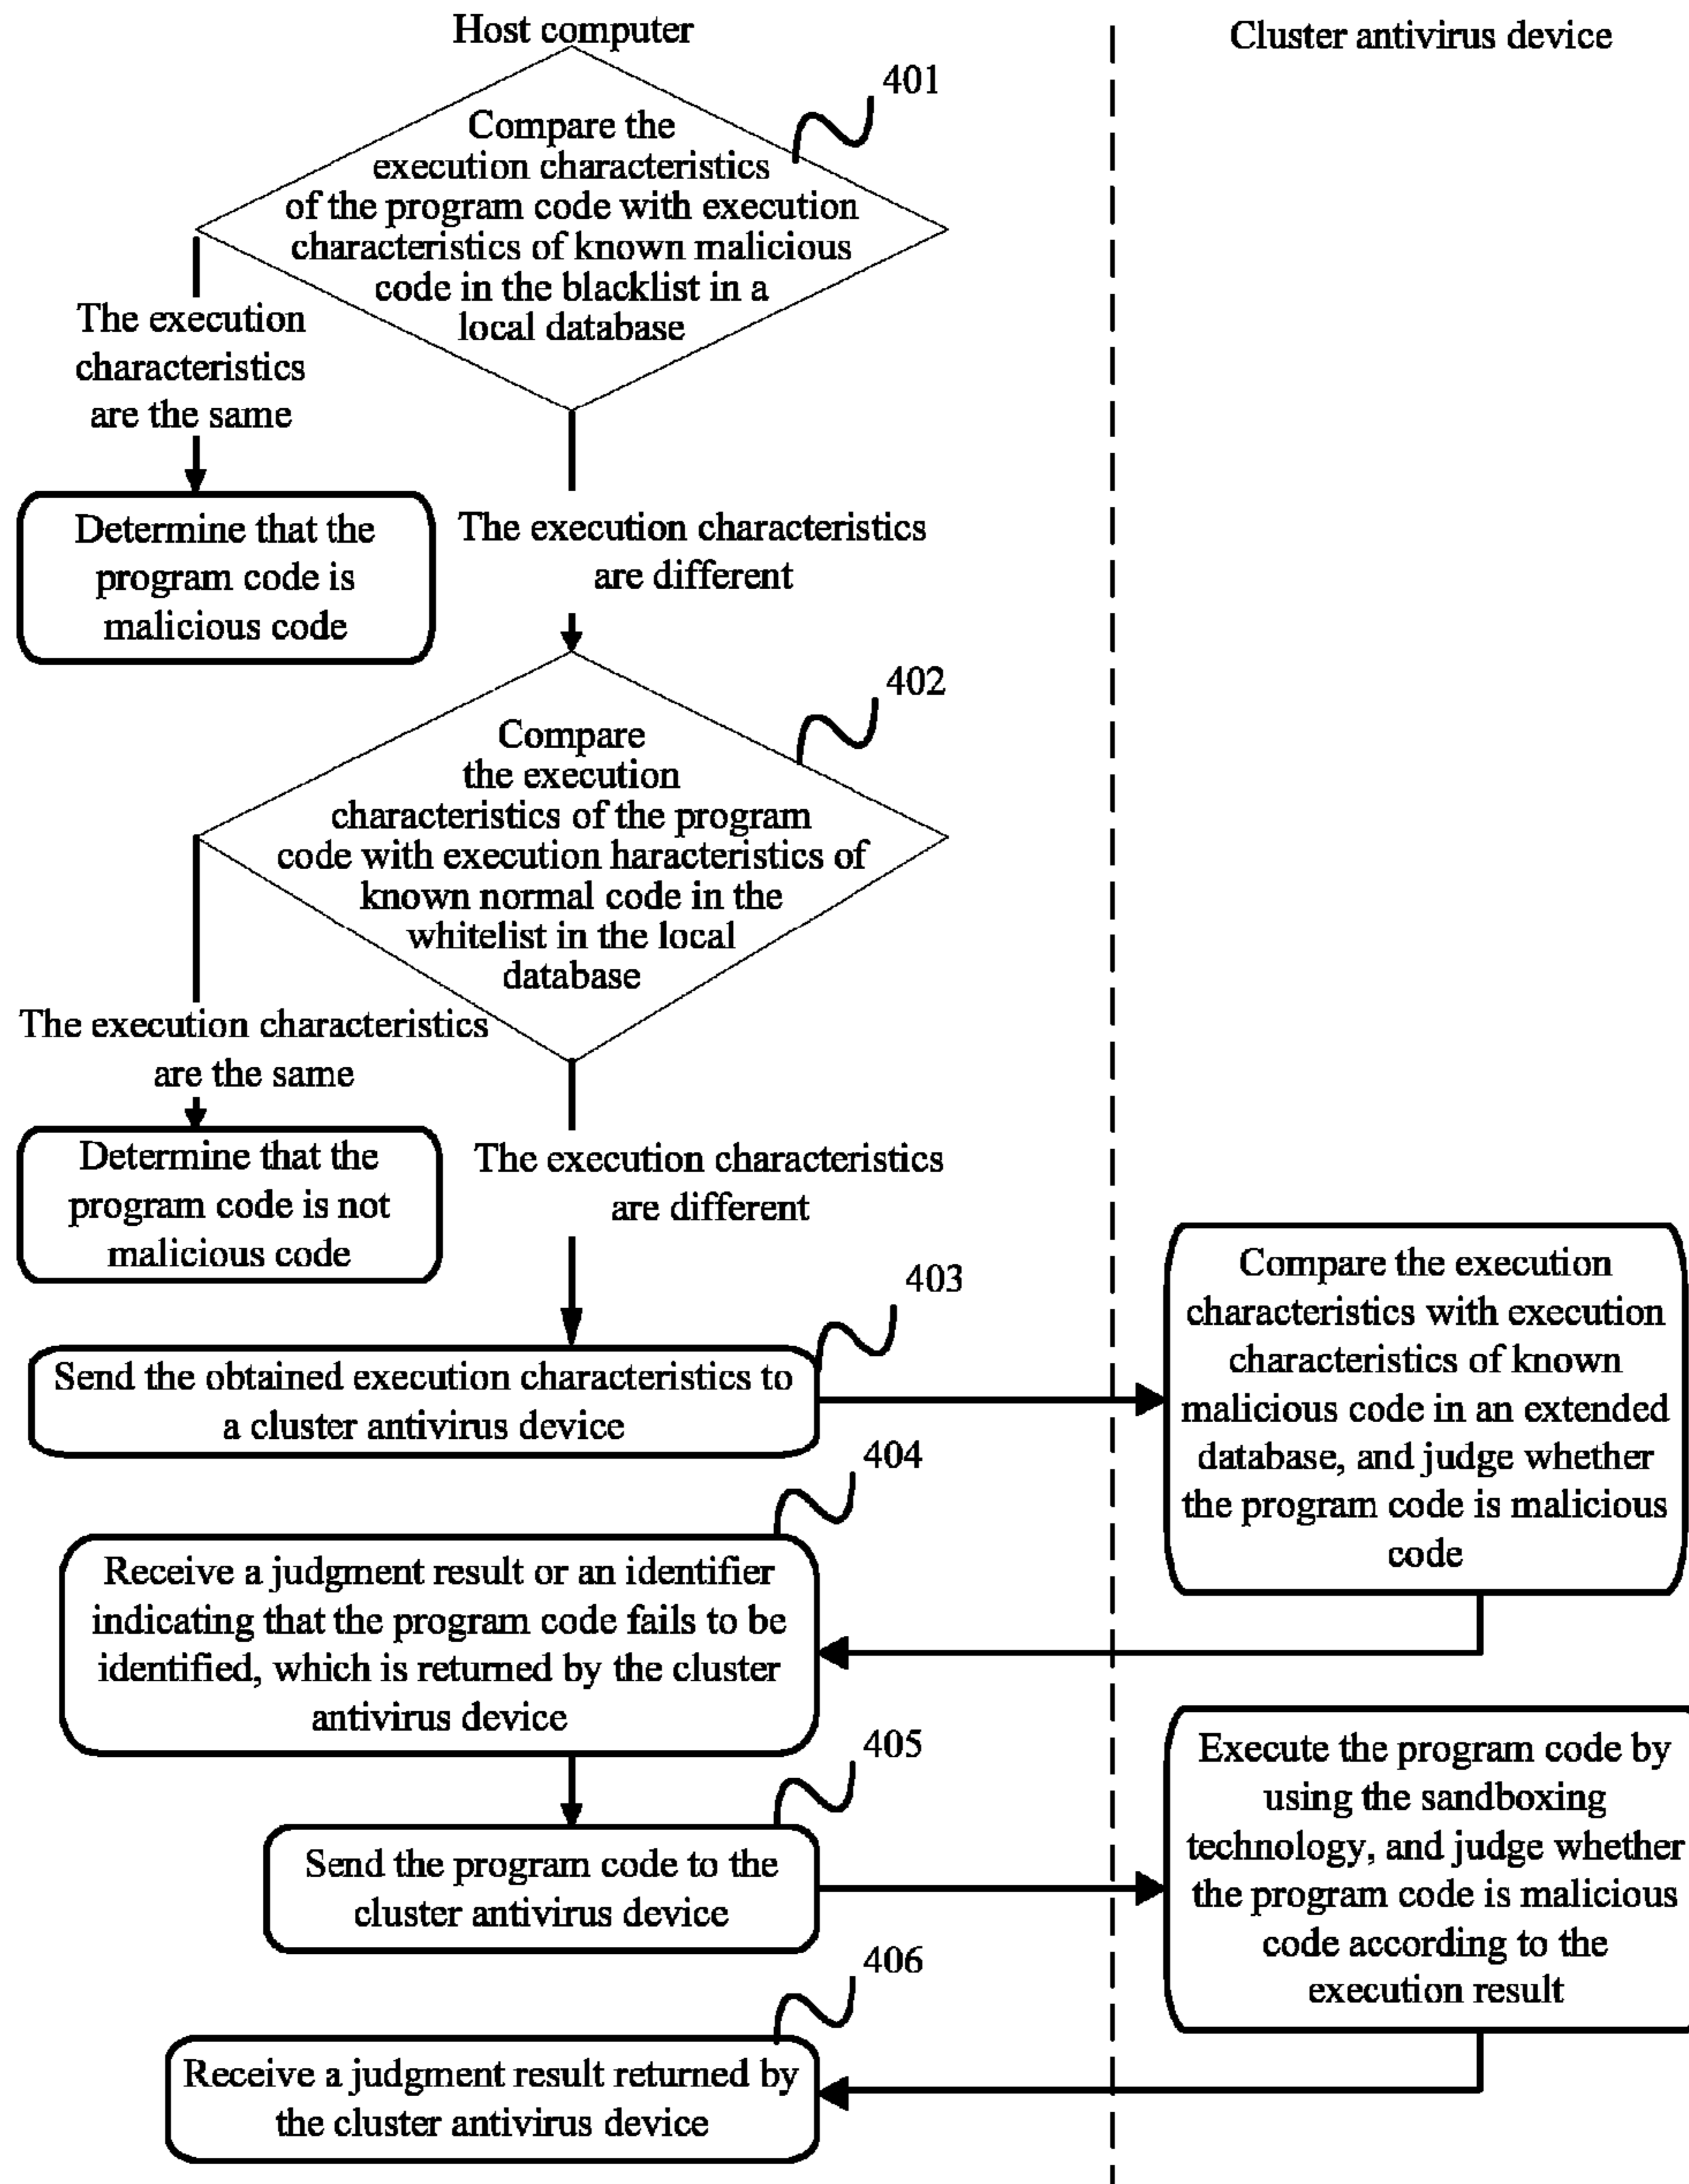 Host computer
Cluster antivirus device
401
Compare the
execution characteristics
of the program code with execution
characteristics of known malicious
code in the blacklist in a
local database
The execution
characteristics
are the same
Determine that the
program code is
malicious code
The execution characteristics
are different
402
Compare
the execution
characteristics of the program
code with execution haracteristics of
known normal code in the
whitelist in the local
database
The execution characteristics
are the same
Determine that the
program code is not
malicious code
The execution characteristics
are different
403
Send the obtained execution characteristics to
a cluster antivirus device
Compare the execution
characteristics with execution
characteristics of known
malicious code in an extended
database, and judge whether
the program code is malicious
code
404
Receive a judgment result or an identifier
indicating that the program code fails to be
identified, which is returned by the cluster
antivirus device
405
Send the program code to the
cluster antivirus device
Execute the program code by
using the sandboxing
technology, and judge whether
the program code is malicious
code according to the
execution result
406
Receive a judgment result returned by
the cluster antivirus device